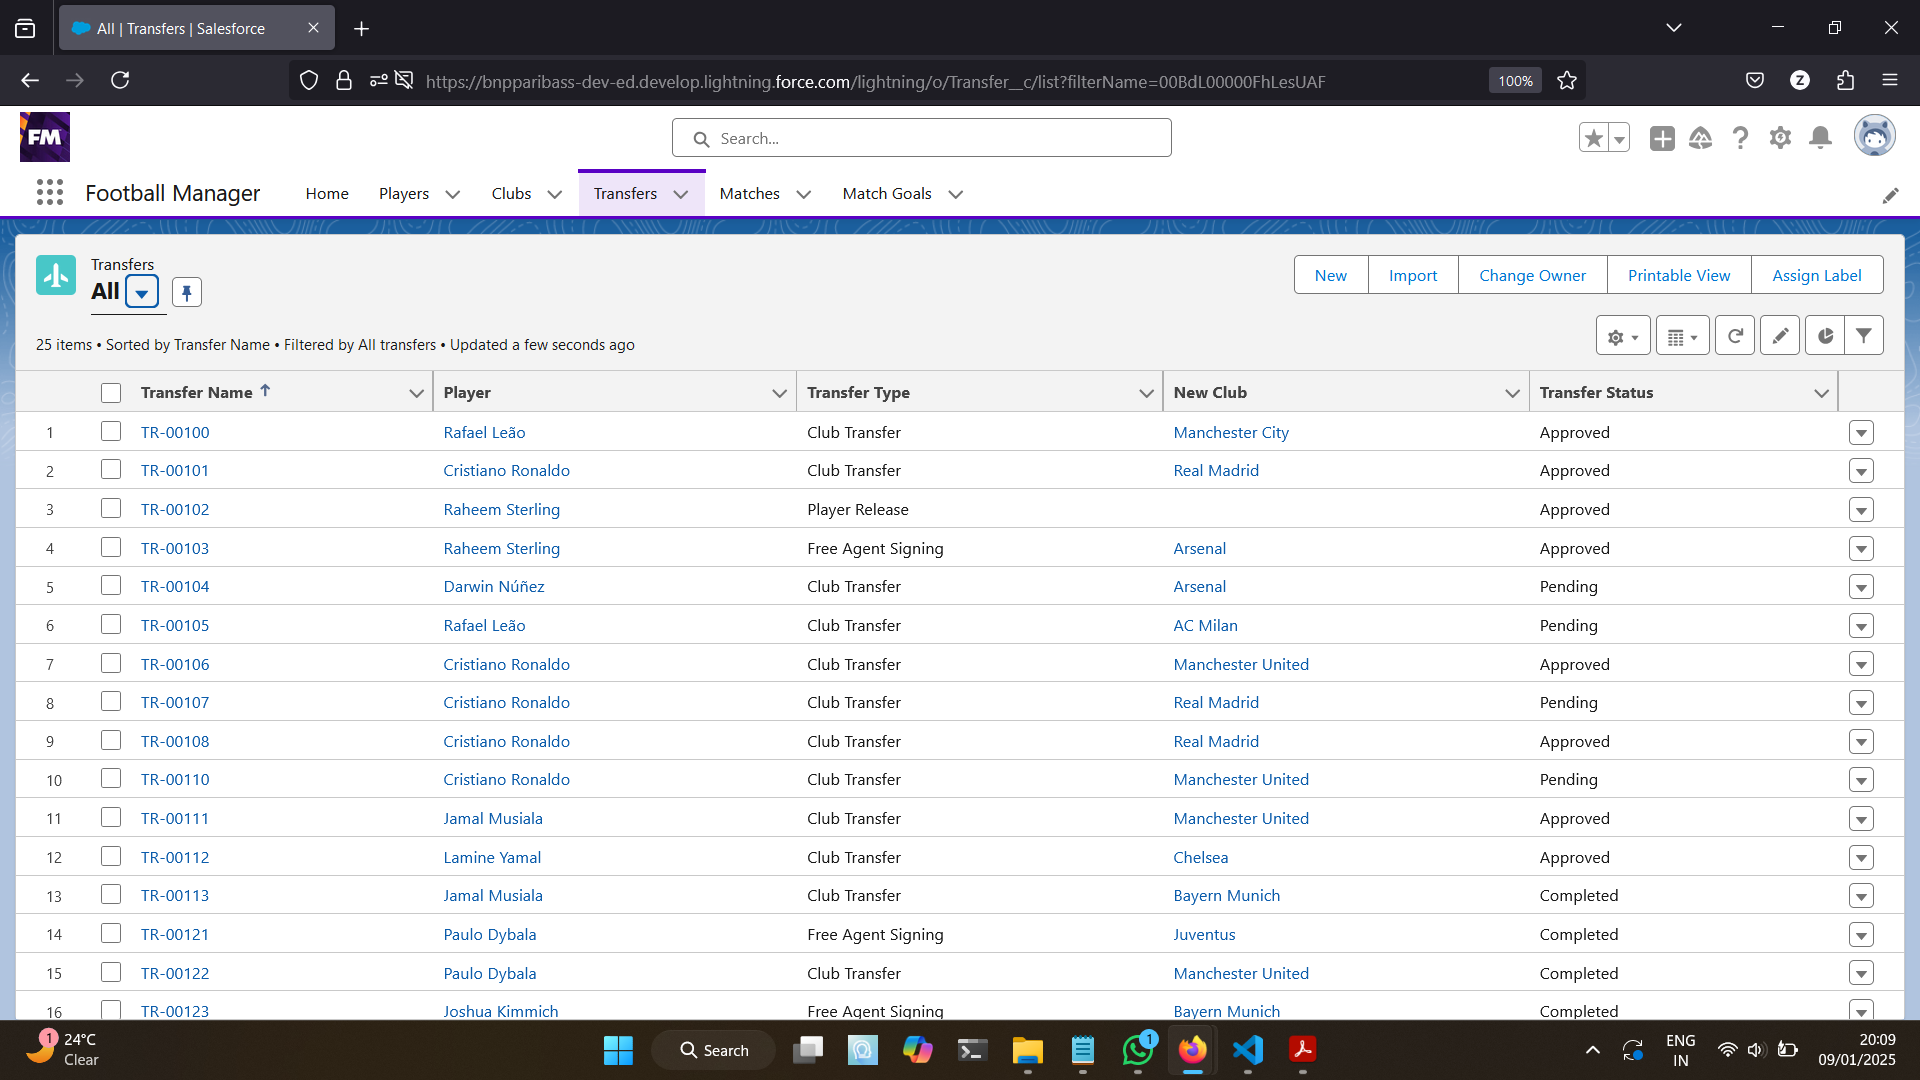 All | Transfers | Salesforce
https://bnpparibass-dev-ed.develop.lightning.force.com/lightning/o/Transfer__c/list?filterName=00BdL00000FhLesUAF 100% Z
FM
Search...
Football Manager Home Players Clubs Transfers Matches Match Goals
Transfers
All
New Import Change Owner Printable View Assign Label
25 items • Sorted by Transfer Name • Filtered by All transfers • Updated a few seconds ago
Transfer Name Player Transfer Type New Club Transfer Status
1 TR-00100 Rafael Leão Club Transfer Manchester City Approved
2 TR-00101 Cristiano Ronaldo Club Transfer Real Madrid Approved
3 TR-00102 Raheem Sterling Player Release Approved
4 TR-00103 Raheem Sterling Free Agent Signing Arsenal Approved
5 TR-00104 Darwin Núñez Club Transfer Arsenal Pending
6 TR-00105 Rafael Leão Club Transfer AC Milan Pending
7 TR-00106 Cristiano Ronaldo Club Transfer Manchester United Approved
8 TR-00107 Cristiano Ronaldo Club Transfer Real Madrid Pending
9 TR-00108 Cristiano Ronaldo Club Transfer Real Madrid Approved
10 TR-00110 Cristiano Ronaldo Club Transfer Manchester United Pending
11 TR-00111 Jamal Musiala Club Transfer Manchester United Approved
12 TR-00112 Lamine Yamal Club Transfer Chelsea Approved
13 TR-00113 Jamal Musiala Club Transfer Bayern Munich Completed
14 TR-00121 Paulo Dybala Free Agent Signing Juventus Completed
15 TR-00122 Paulo Dybala Club Transfer Manchester United Completed
16 TR-00123 Joshua Kimmich Free Agent Signing Bayern Munich Completed
1 24°C
Clear
Search
1
ENG
IN
20:09
09/01/2025